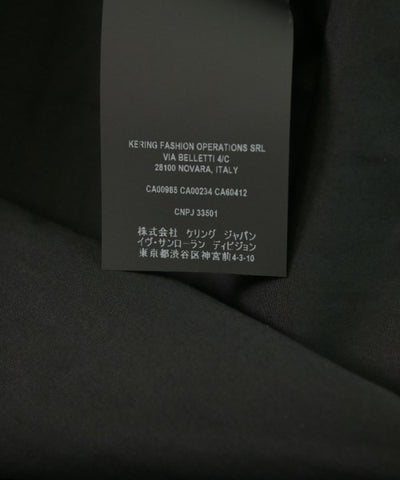 KERING FASHION OPERATIONS SRL
VIA BELLETTI 4/C
28100 NOVARA, ITALY
CA00985 CA00234 CA60412
CNPJ 33501
株式会社 ケリング ジャパン
イヴ・サンローラン ディビジョン
東京都渋谷区神宮前4-3-10